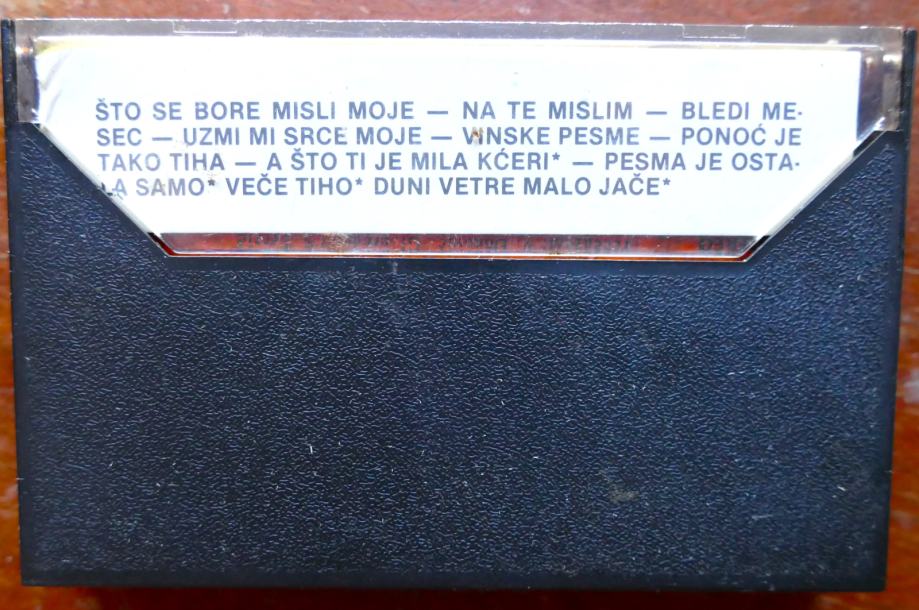 ŠTO SE BORE MISLI MOJE — NA TE MISLIM — BLEDI ME-
SEC — UZMI MI SRCE MOJE — VINSKE PESME — PONOĆ JE
TAKO TIHA — A ŠTO TI JE MILA KĆERI* — PESMA JE OSTA-
LA SAMO* VEČE TIHO* DUNI VETRE MALO JAČE*